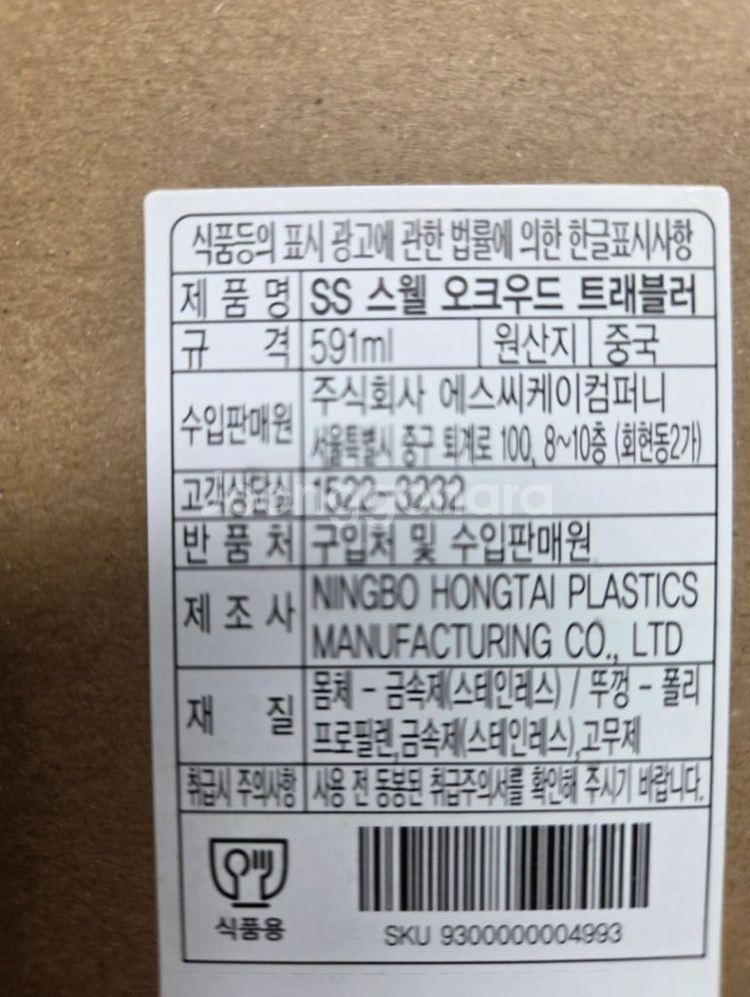 식품등의 표시 광고에 관한 법률에 의한 한글표시사항
제 품 명 SS 스웰 오크우드 트래블러
규 격 591ml 원산지 중국
수입판매원 주식회사 에스씨케이컴퍼니
서울특별시 중구 퇴계로 100, 8~10층 (회현동2가)
고객상담실 1522-3232
반 품 처 구입처 및 수입판매원
제 조 사 NINGBO HONGTAI PLASTICS
MANUFACTURING CO., LTD
재 질 몸체 - 금속제(스테인레스) / 뚜껑 - 폴리
프로필렌,금속제(스테인레스),고무제
취급시 주의사항 사용 전 동봉된 취급주의서를 확인해 주시기 바랍니다.
식품용
SKU 9300000004993